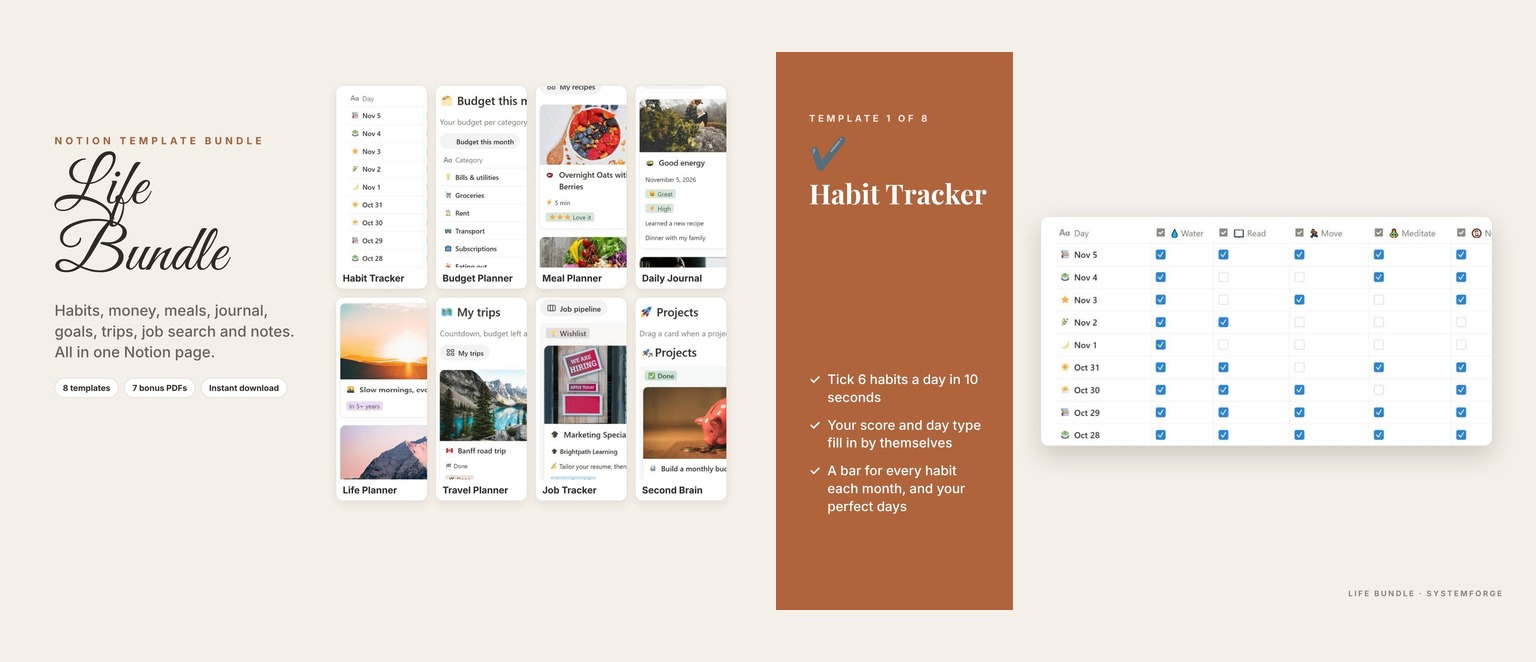 NOTION TEMPLATE BUNDLE
Life
Bundle
Habits, money, meals, journal,
goals, trips, job search and notes.
All in one Notion page.
8 templates
7 bonus PDFs
Instant download
Aa Day
Nov 5
Nov 4
Nov 3
Nov 2
Nov 1
Oct 31
Oct 30
Oct 29
Oct 28
Habit Tracker
Budget this m
Your budget per category
Budget this month
Aa Category
Bills & utilities
Groceries
Rent
Transport
Subscriptions
Eating out
Budget Planner
My recipes
Overnight Oats with
Berries
5 min
Love it
Meal Planner
Good energy
November 5, 2026
Great
High
Learned a new recipe
Dinner with my family
Daily Journal
Slow mornings, eve
In 5+ years
Life Planner
My trips
Countdown, budget left a
My trips
Banff road trip
Done
Travel Planner
Job pipeline
Wishlist
WE ARE
HIRING
APPLY TODAY
Marketing Specia
Brightpath Learning
Tailor your resume, then
Job Tracker
Projects
Drag a card when a projec
Projects
Done
Build a monthly bud
Second Brain
TEMPLATE 1 OF 8
Habit Tracker
Tick 6 habits a day in 10
seconds
Your score and day type
fill in by themselves
A bar for every habit
each month, and your
perfect days
Aa Day Water Read Move Meditate N
Nov 5
Nov 4
Nov 3
Nov 2
Nov 1
Oct 31
Oct 30
Oct 29
Oct 28
LIFE BUNDLE · SYSTEMFORGE